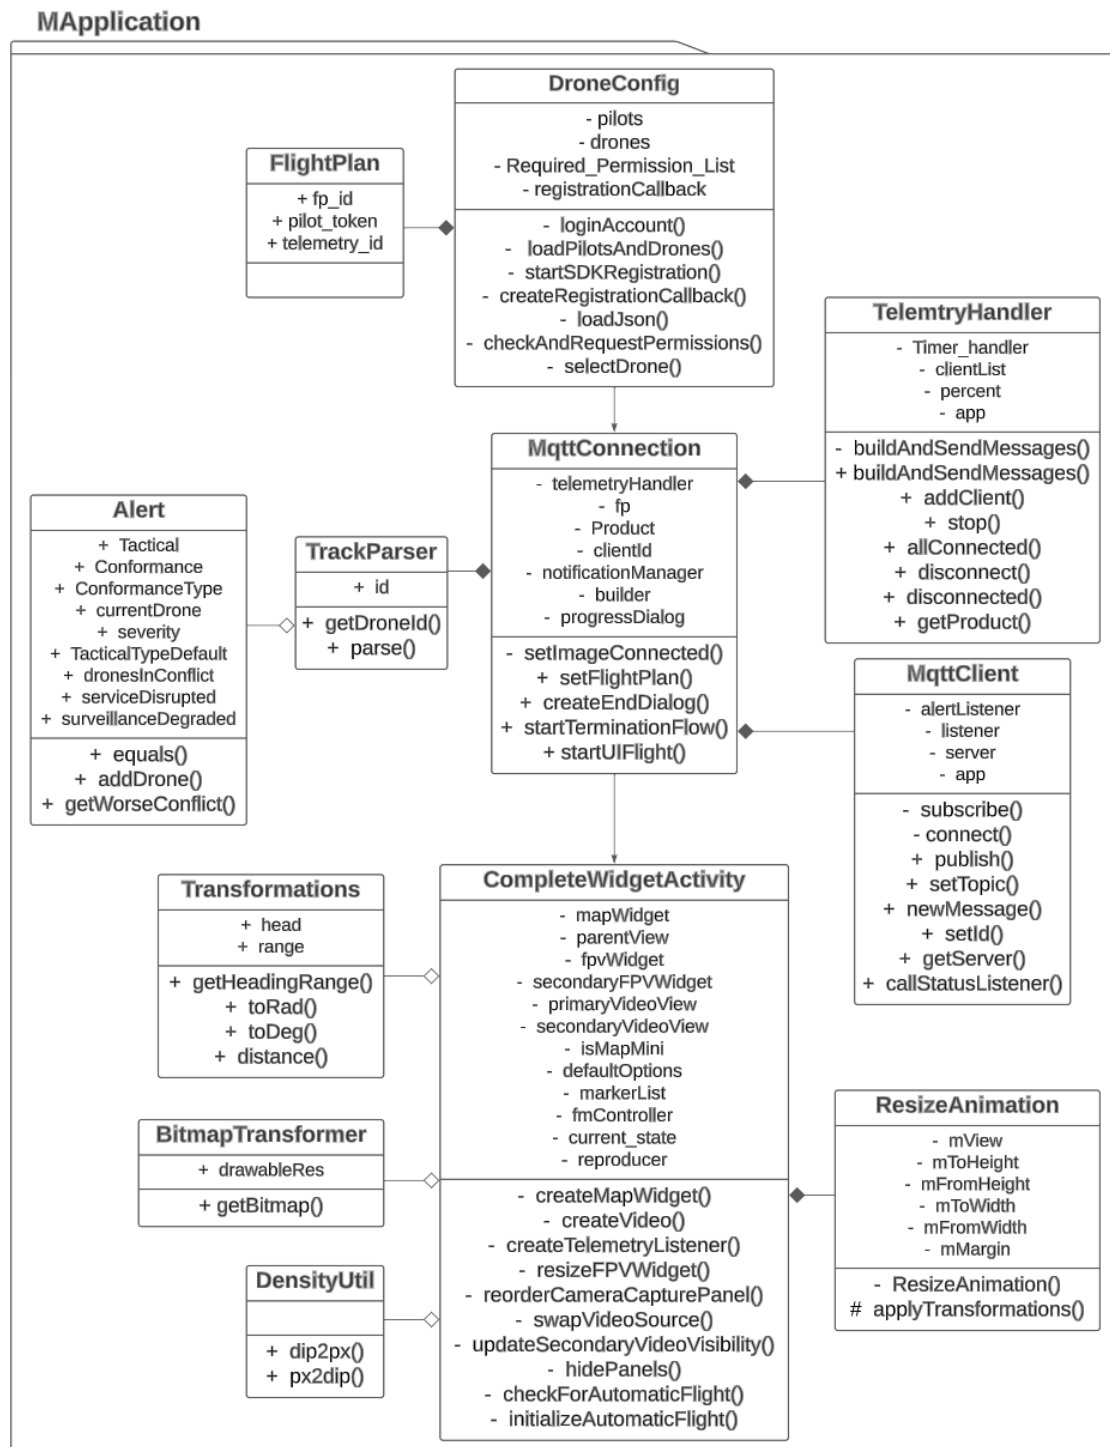 MApplication
DroneConfig
- pilots
- drones
- Required_Permission_List
- registrationCallback
- loginAccount()
- loadPilotsAndDrones()
- startSDKRegistration()
- createRegistrationCallback()
- loadJson()
- checkAndRequestPermissions()
- selectDrone()
FlightPlan
+ fp_id
+ pilot_token
+ telemetry_id
TelemtryHandler
- Timer_handler
- clientList
- percent
- app
- buildAndSendMessages()
+ buildAndSendMessages()
+ addClient()
+ stop()
+ allConnected()
+ disconnect()
+ disconnected()
+ getProduct()
MqttConnection
- telemetryHandler
- fp
- Product
- clientId
- notificationManager
- builder
- progressDialog
- setImageConnected()
+ setFlightPlan()
+ createEndDialog()
+ startTerminationFlow()
+ startUIFlight()
Alert
+ Tactical
+ Conformance
+ ConformanceType
+ currentDrone
+ severity
+ TacticalTypeDefault
+ dronesInConflict
+ serviceDisrupted
+ surveillanceDegraded
+ equals()
+ addDrone()
+ getWorseConflict()
TrackParser
+ id
+ getDroneId()
+ parse()
MqttClient
- alertListener
- listener
- server
- app
- subscribe()
- connect()
+ publish()
+ setTopic()
+ newMessage()
+ setId()
+ getServer()
+ callStatusListener()
Transformations
+ head
+ range
+ getHeadingRange()
+ toRad()
+ toDeg()
+ distance()
CompleteWidgetActivity
- mapWidget
- parentView
- fpvWidget
- secondaryFPVWidget
- primaryVideoView
- secondaryVideoView
- isMapMini
- defaultOptions
- markerList
- fmController
- current_state
- reproducer
- createMapWidget()
- createVideo()
- createTelemetryListener()
- resizeFPVWidget()
- reorderCameraCapturePanel()
- swapVideoSource()
- updateSecondaryVideoVisibility()
- hidePanels()
- checkForAutomaticFlight()
- initializeAutomaticFlight()
BitmapTransformer
+ drawableRes
+ getBitmap()
DensityUtil
+ dip2px()
+ px2dip()
ResizeAnimation
- mView
- mToHeight
- mFromHeight
- mToWidth
- mFromWidth
- mMargin
- ResizeAnimation()
# applyTransformations()